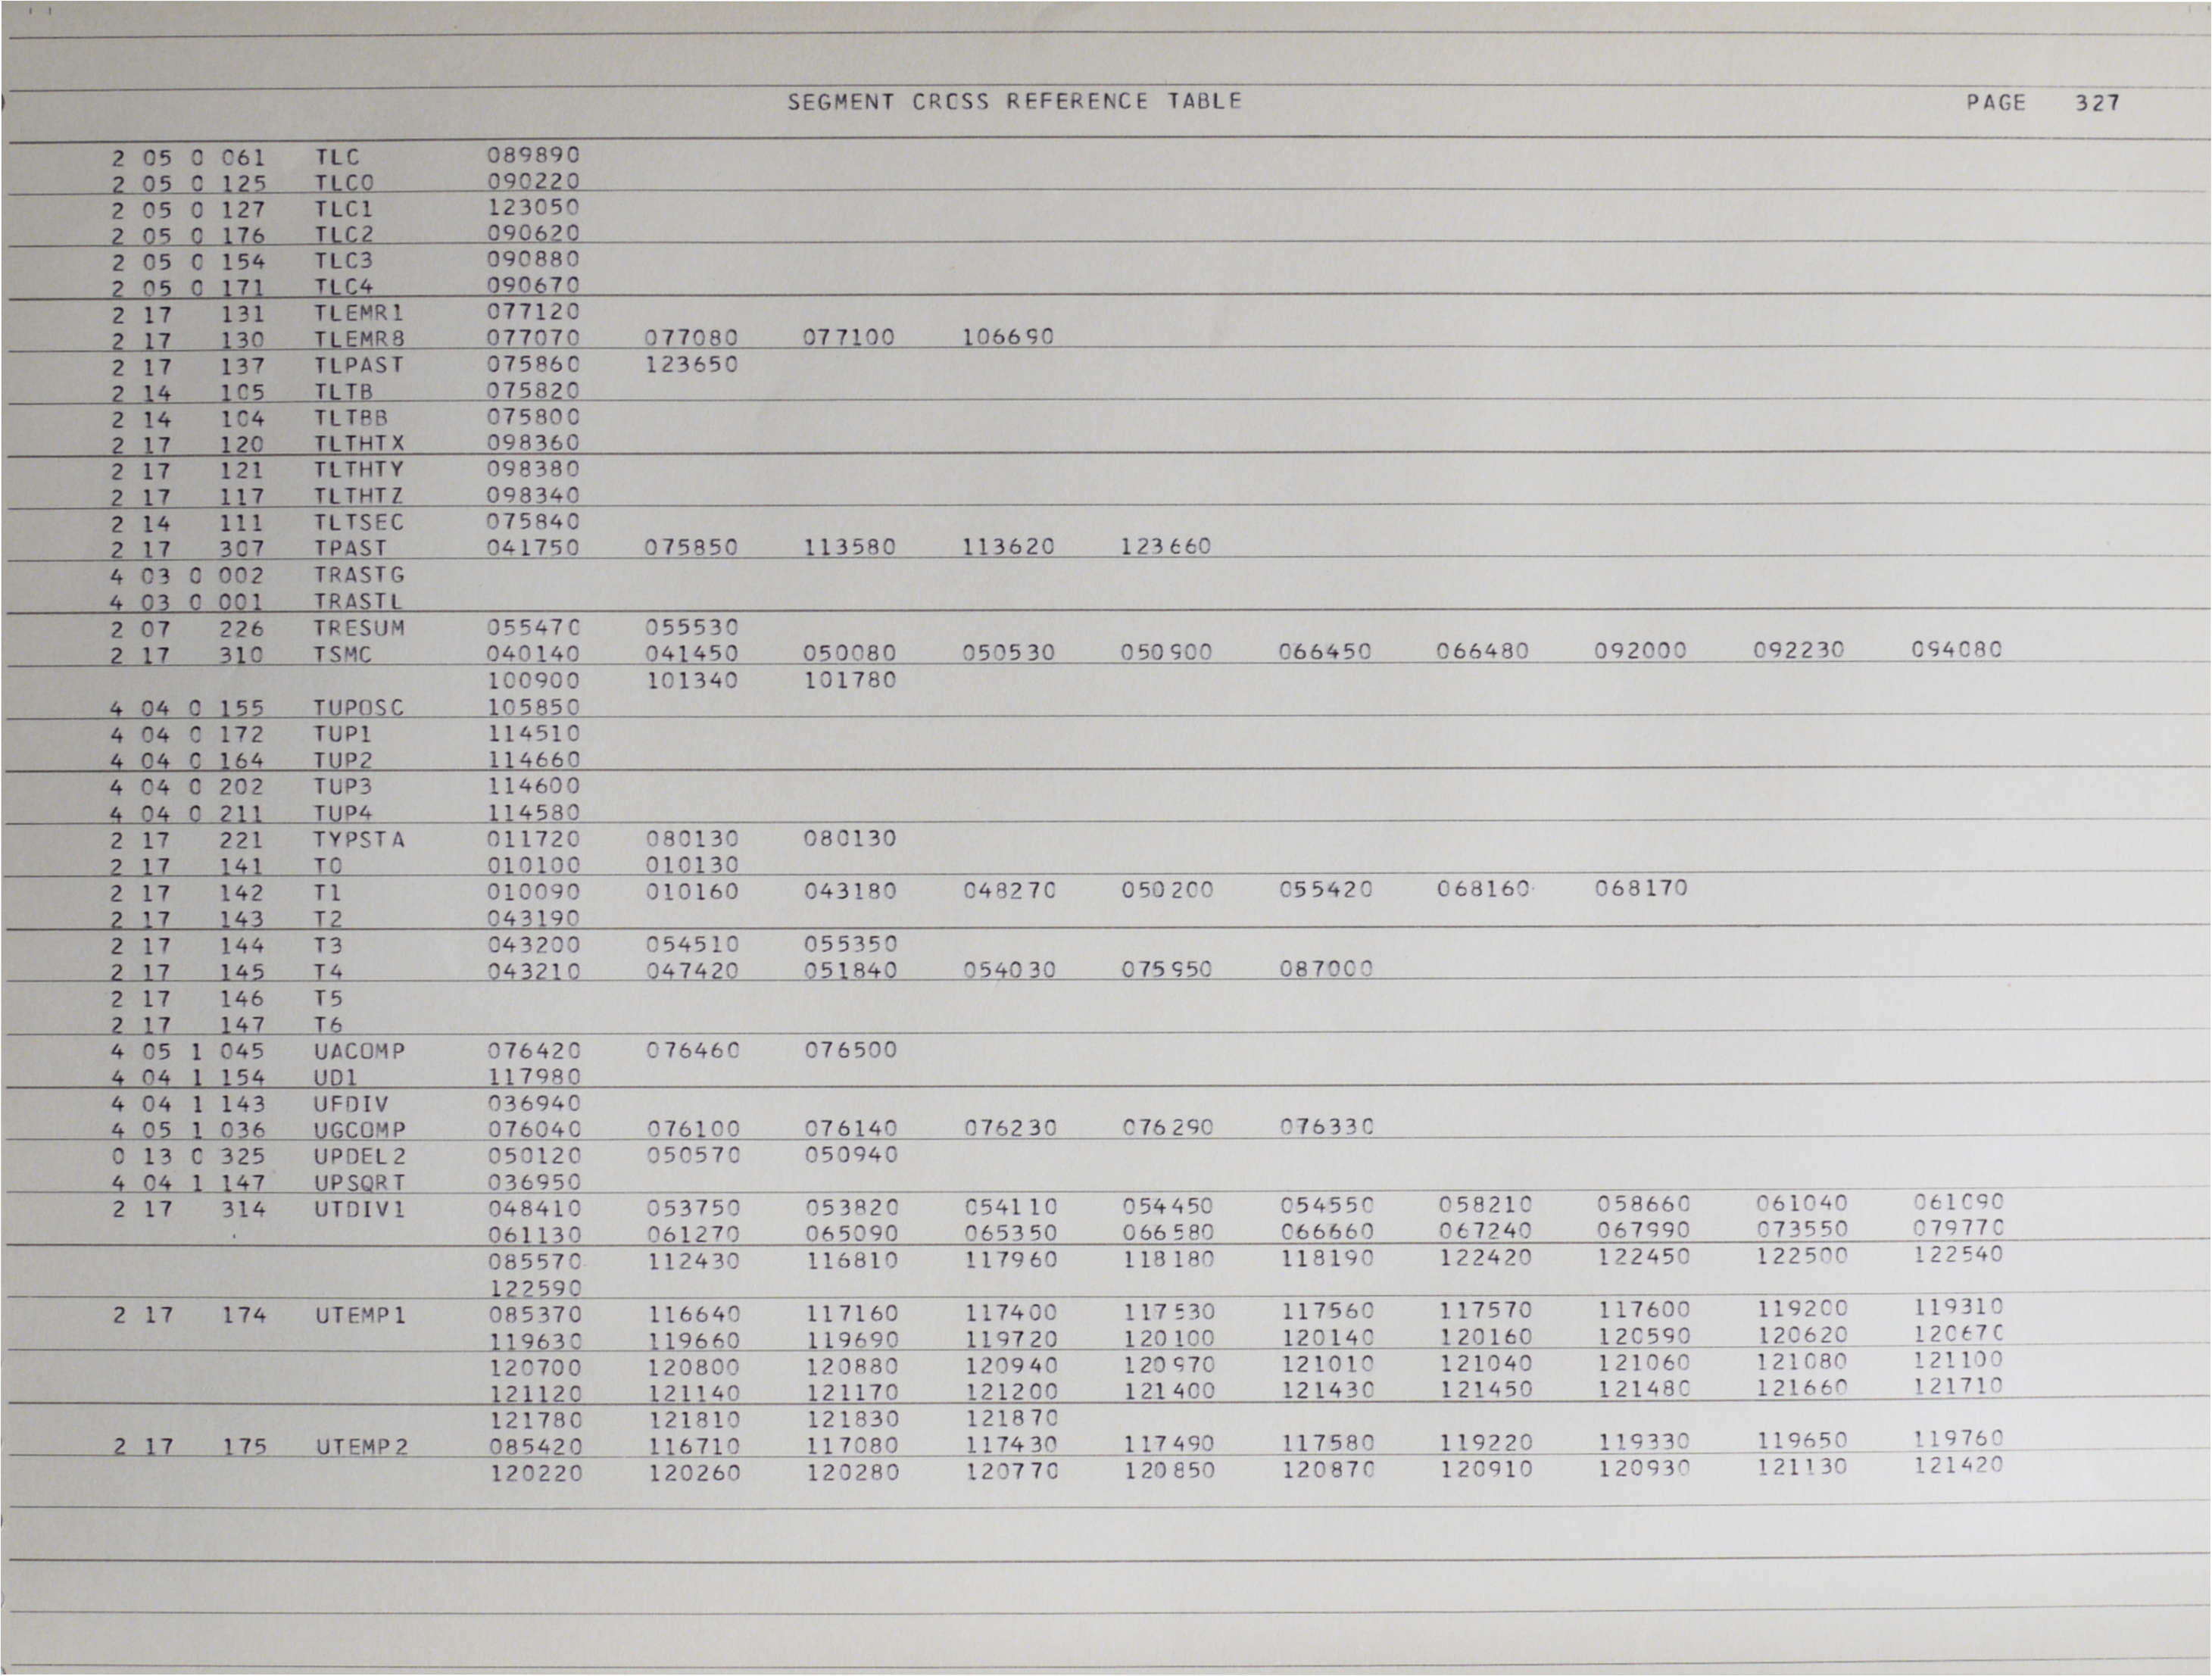 SEGMENT CROSS REFERENCE TABLE PAGE 327
2 05 0 061 TLC 089890
2 05 0 125 TLC0 090220
2 05 0 127 TLC1 123050
2 05 0 176 TLC2 090620
2 05 0 154 TLC3 090880
2 05 0 171 TLC4 090670
2 17 131 TLEMR1 077120
2 17 130 TLEMR8 077070 077080 077100 106690
2 17 137 TLPAST 075860 123650
2 14 105 TLTB 075820
2 14 104 TLTBB 075800
2 17 120 TLTHTX 098360
2 17 121 TLTHTY 098380
2 17 117 TLTHTZ 098340
2 14 111 TLTSEC 075840
2 17 307 TPAST 041750 075850 113580 113620 123660
4 03 0 002 TRASTG
4 03 0 001 TRASTL
2 07 226 TRESUM 055470 055530
2 17 310 TSMC 040140 041450 050080 050530 050900 066450 066480 092000 092230 094080
100900 101340 101780
4 04 0 155 TUPOSC 105850
4 04 0 172 TUP1 114510
4 04 0 164 TUP2 114660
4 04 0 202 TUP3 114600
4 04 0 211 TUP4 114580
2 17 221 TYPSTA 011720 080130 080130
2 17 141 T0 010100 010130
2 17 142 T1 010090 010160 043180 048270 050200 055420 068160 068170
2 17 143 T2 043190
2 17 144 T3 043200 054510 055350
2 17 145 T4 043210 047420 051840 054030 075950 087000
2 17 146 T5
2 17 147 T6
4 05 1 045 UACOMP 076420 076460 076500
4 04 1 154 UD1 117980
4 04 1 143 UFDIV 036940
4 05 1 036 UGCOMP 076040 076100 076140 076230 076290 076330
0 13 0 325 UPDEL2 050120 050570 050940
4 04 1 147 UPSQRT 036950
2 17 314 UTDIV1 048410 053750 053820 054110 054450 054550 058210 058660 061040 061090
061130 061270 065090 065350 066580 066660 067240 067990 073550 079770
085570 112430 116810 117960 118180 118190 122420 122450 122500 122540
122590
2 17 174 UTEMP1 085370 116640 117160 117400 117530 117560 117570 117600 119200 119310
119630 119660 119690 119720 120100 120140 120160 120590 120620 120670
120700 120800 120880 120940 120970 121010 121040 121060 121080 121100
121120 121140 121170 121200 121400 121430 121450 121480 121660 121710
121780 121810 121830 121870
2 17 175 UTEMP2 085420 116710 117080 117430 117490 117580 119220 119330 119650 119760
120220 120260 120280 120770 120850 120870 120910 120930 121130 121420